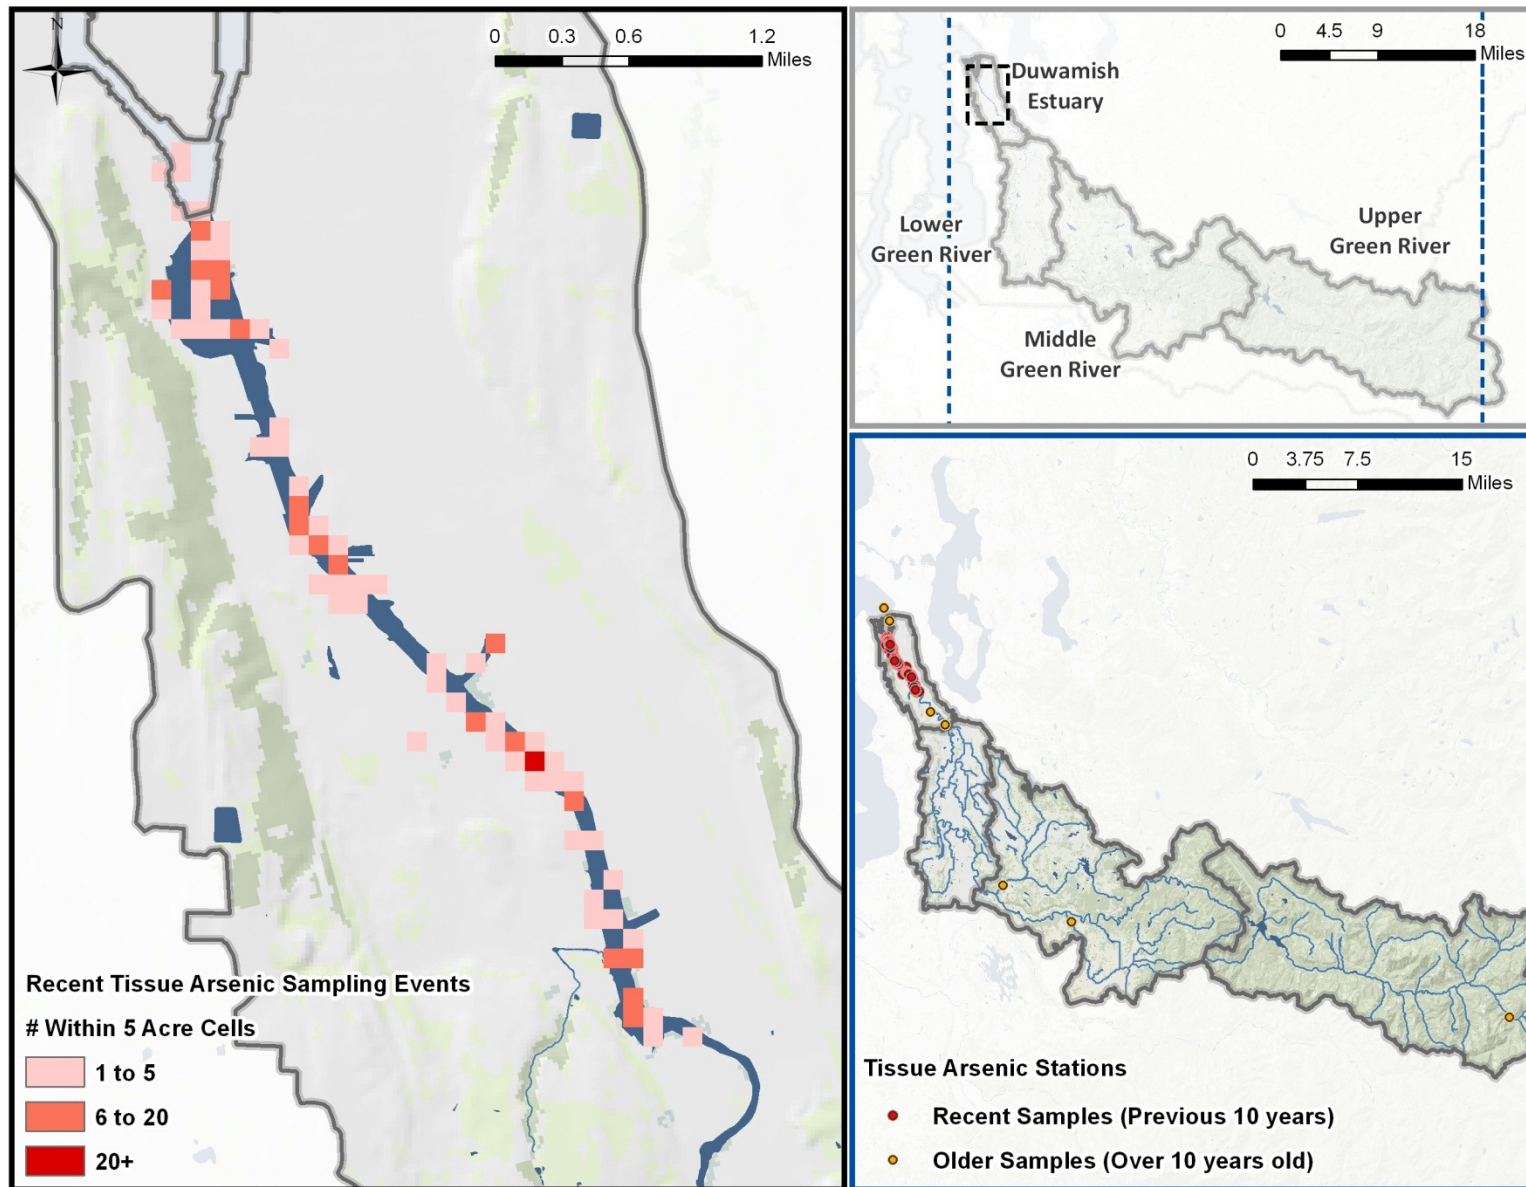 N
0 0.3 0.6 1.2
Miles
Recent Tissue Arsenic Sampling Events
# Within 5 Acre Cells
1 to 5
6 to 20
20+
0 4.5 9 18
Miles
Duwamish
Estuary
Lower
Green River
Upper
Green River
Middle
Green River
0 3.75 7.5 15
Miles
Tissue Arsenic Stations
Recent Samples (Previous 10 years)
Older Samples (Over 10 years old)